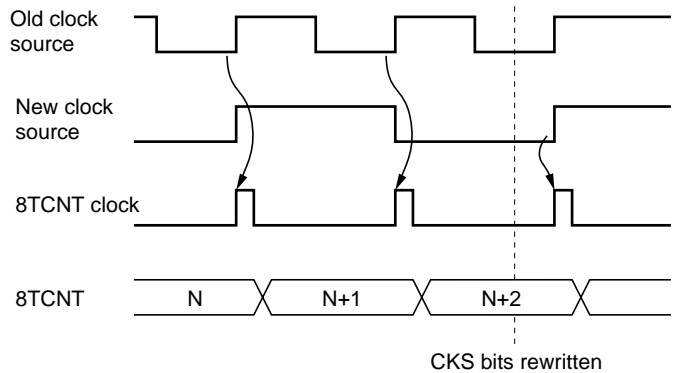 Old clock
source
New clock
source
8TCNT clock
8TCNT
N
N+1
N+2
CKS bits rewritten